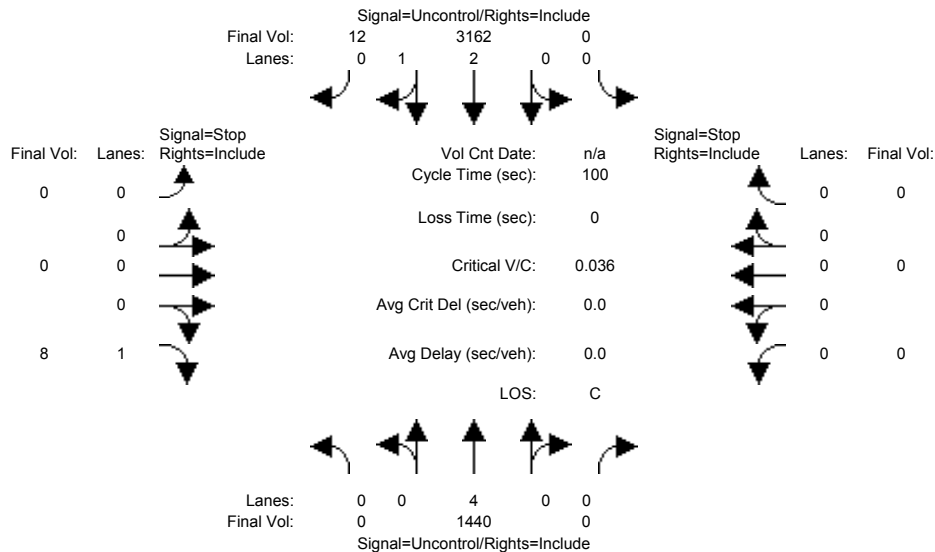 Signal=Uncontrol/Rights=Include
Final Vol: 12 3162 0
Lanes: 0 1 2 0 0
Signal=Stop Signal=Stop
Final Vol: Lanes: Rights=Include Vol Cnt Date: n/a Rights=Include Lanes: Final Vol:
Cycle Time (sec): 100
0 0 0 0
Loss Time (sec): 0
0 0
0 0 Critical V/C: 0.036 0 0
0 Avg Crit Del (sec/veh): 0.0 0
8 1 Avg Delay (sec/veh): 0.0 0 0
LOS: C
Lanes: 0 0 4 0 0
Final Vol: 0 1440 0
Signal=Uncontrol/Rights=Include